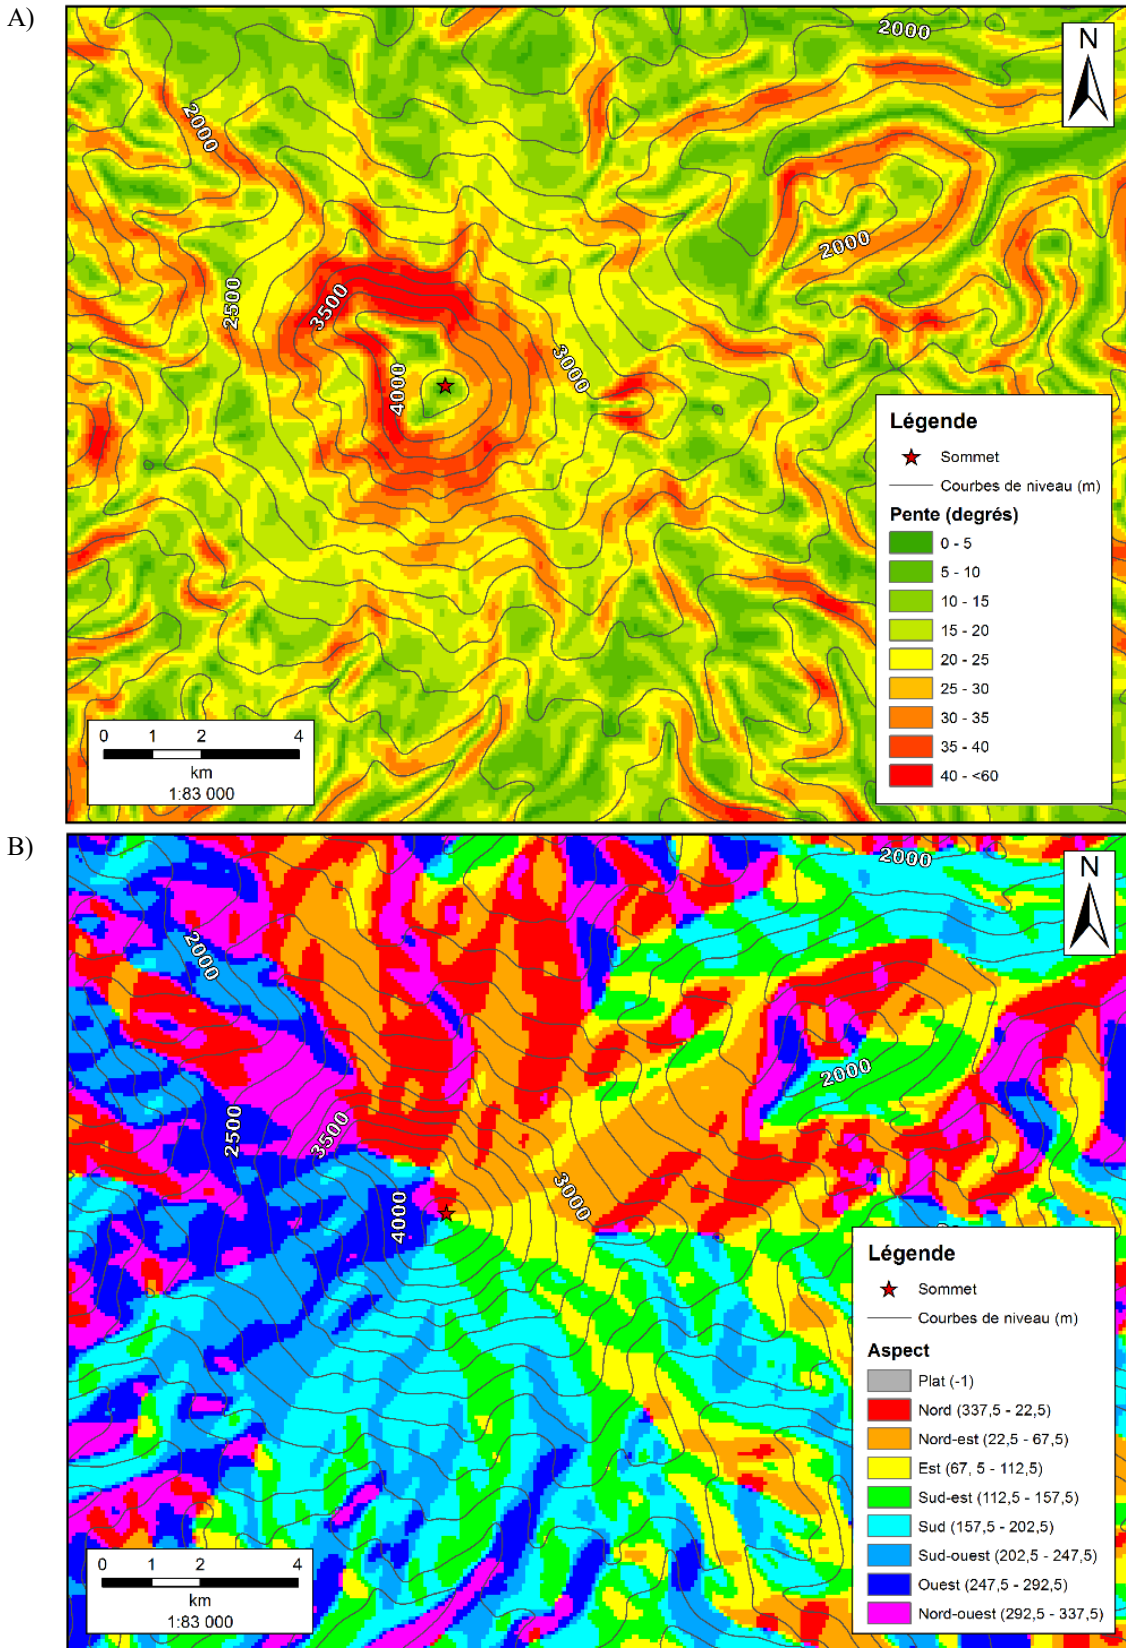 A)
2000
N
2000
2000
2500
3500
3000
4000
Légende
Sommet
Courbes de niveau (m)
Pente (degrés)
0 - 5
5 - 10
10 - 15
15 - 20
20 - 25
25 - 30
30 - 35
35 - 40
40 - <60
0 1 2 4
km
1:83 000
B)
2000
N
2000
2000
2500
3500
3000
4000
Légende
Sommet
Courbes de niveau (m)
Aspect
Plat (-1)
Nord (337,5 - 22,5)
Nord-est (22,5 - 67,5)
Est (67, 5 - 112,5)
Sud-est (112,5 - 157,5)
Sud (157,5 - 202,5)
Sud-ouest (202,5 - 247,5)
Ouest (247,5 - 292,5)
Nord-ouest (292,5 - 337,5)
0 1 2 4
km
1:83 000